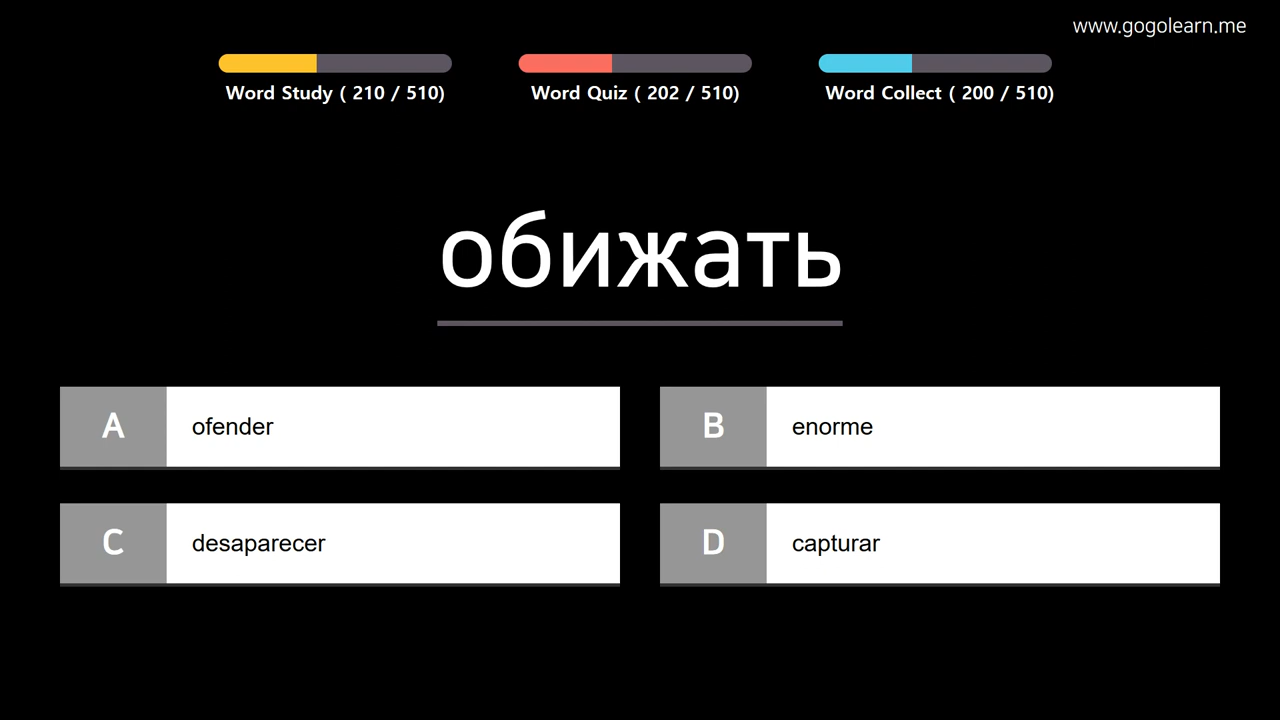 www.gogolearn.me
Word Study ( 210 / 510)
Word Quiz ( 202 / 510)
Word Collect ( 200 / 510)
обижать
A ofender
B enorme
C desaparecer
D capturar